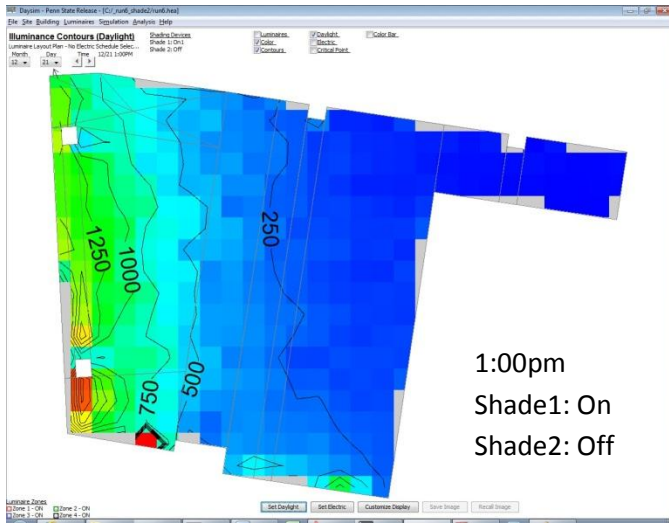 Daysim - Penn State Release - [C:/_run6_shade2/run6.hea]
File Site Building Luminaires Simulation Analysis Help
Illuminance Contours (Daylight)
Luminaire Layout Plan - No Electric Schedule Selec...
Month Day Time 12/21 1:00PM
12 21
Shading Devices
Shade 1: On1
Shade 2: Off
Luminaires Daylight Color Bar
Color Electric
Contours Critical Point
1250
1000
750
500
250
1:00pm
Shade1: On
Shade2: Off
Luminaire Zones
Zone 1 - ON Zone 2 - ON
Zone 3 - ON Zone 4 - ON
Set Daylight Set Electric Customize Display Save Image Recall Image